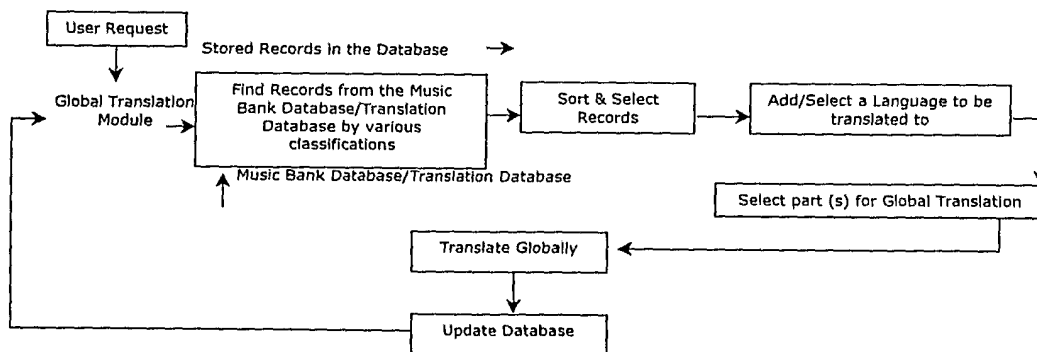 User Request
Stored Records in the Database
Global Translation
Module
Find Records from the Music
Bank Database/Translation
Database by various
classifications
Sort & Select
Records
Add/Select a Language to be
translated to
Music Bank Database/Translation Database
Select part (s) for Global Translation
Translate Globally
Update Database